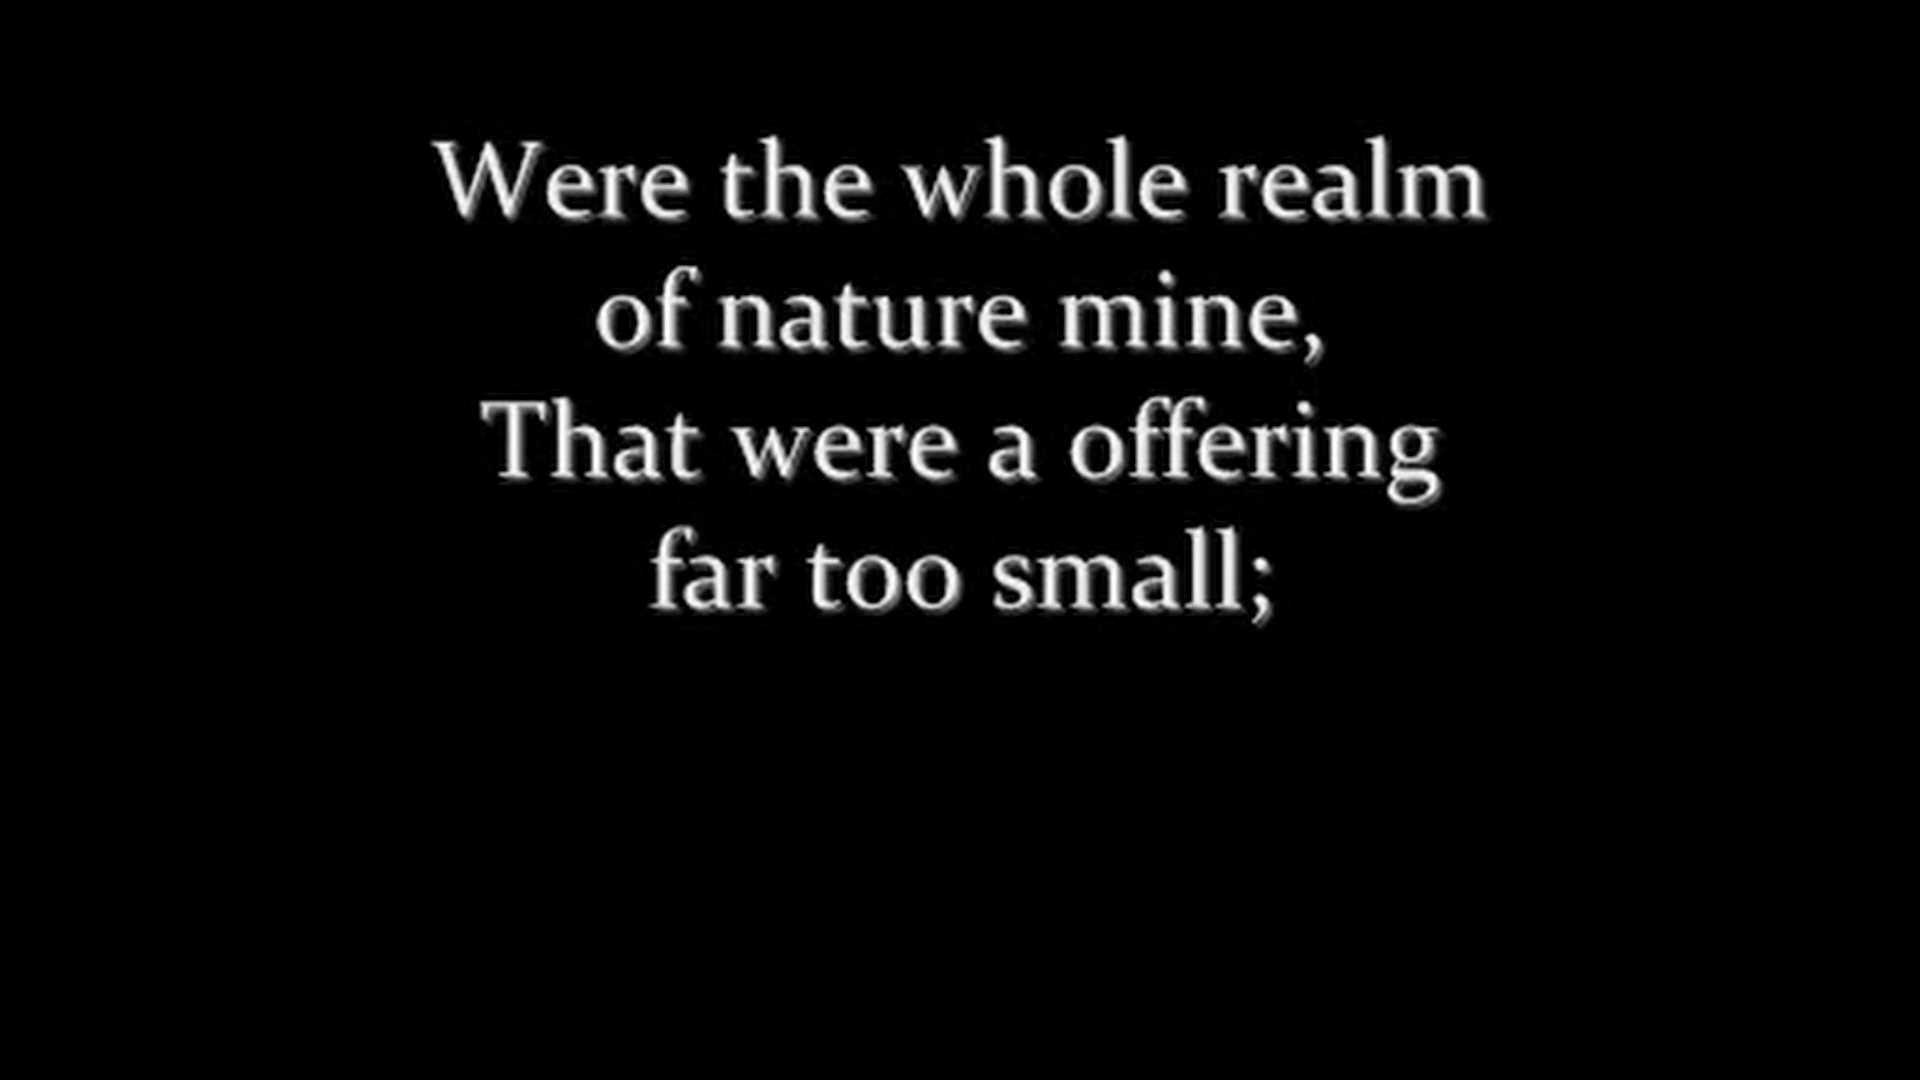 Were the whole realm
of nature mine,
That were a offering
far too small;